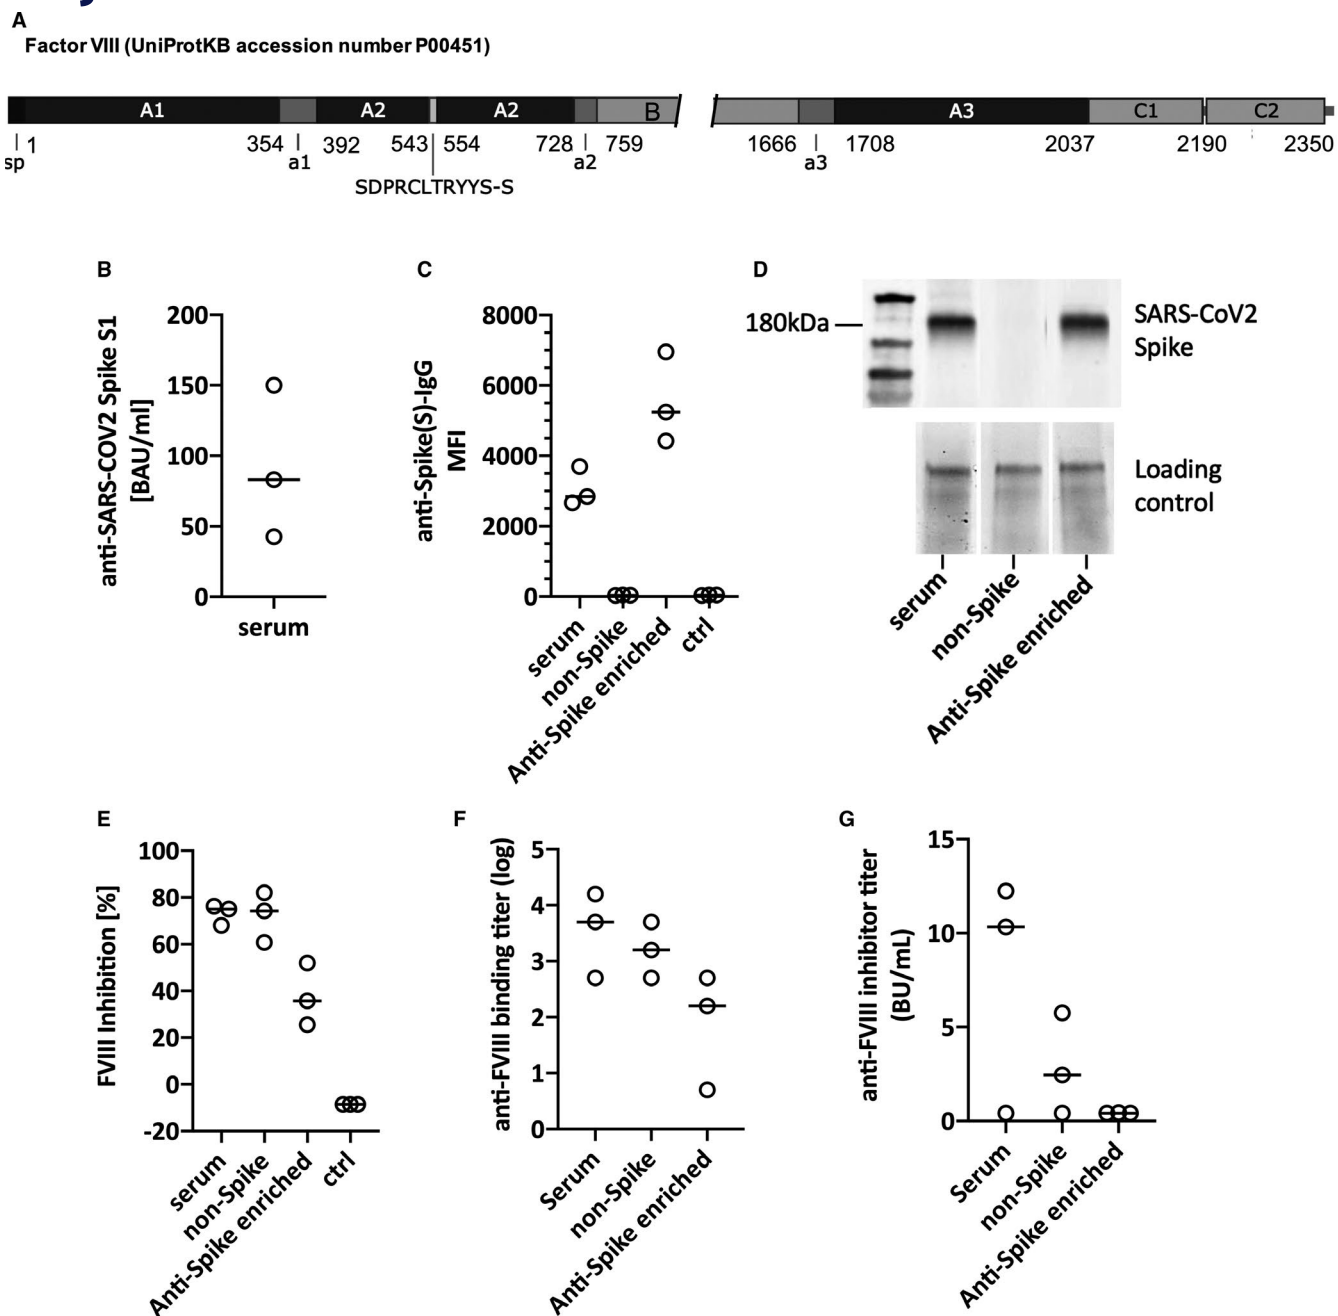 A
Factor VIII (UniProtKB accession number P00451)
A1 A2 A2 B A3 C1 C2
sp 1 354 a1 392 543 554 728 a2 759 1666 a3 1708 2037 2190 2350
SDPRCLTRYYS-S
B
anti-SARS-COV2 Spike S1
[BAU/ml]
200
150
100
50
0
serum
C
anti-Spike(S)-IgG
MFI
8000
6000
4000
2000
0
serum
non-Spike
Anti-Spike enriched
ctrl
D
180kDa
SARS-CoV2
Spike
Loading
control
serum
non-Spike
Anti-Spike enriched
E
FVIII Inhibition [%]
100
80
60
40
20
0
-20
serum
non-Spike
Anti-Spike enriched
ctrl
F
anti-FVIII binding titer (log)
5
4
3
2
1
0
Serum
non-Spike
Anti-Spike enriched
G
anti-FVIII inhibitor titer
(BU/mL)
15
10
5
0
Serum
non-Spike
Anti-Spike enriched